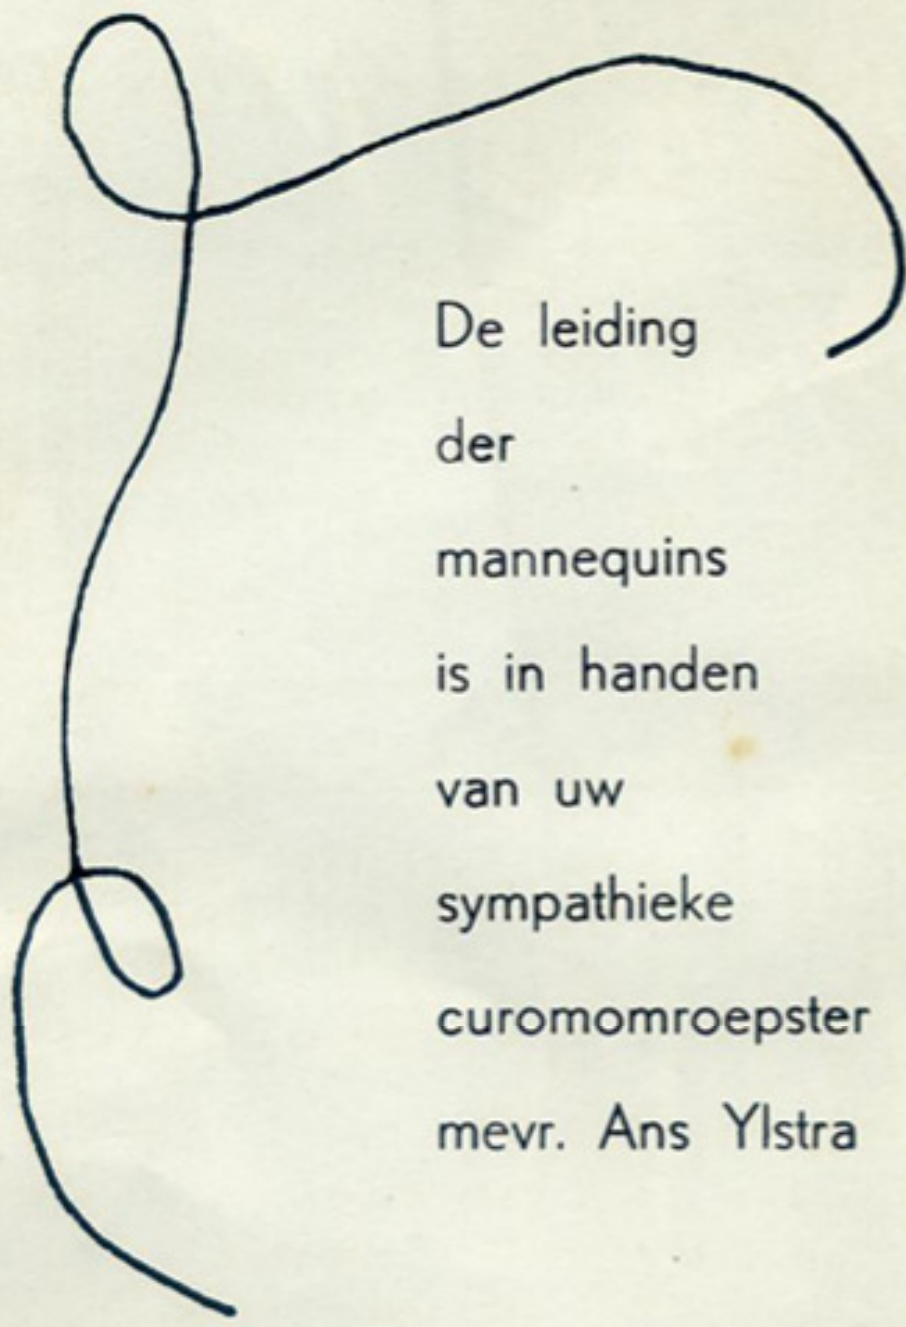 De leiding
der
mannequins
is in handen
van uw
sympathieke
curomomroepster
mevr. Ans Ylstra